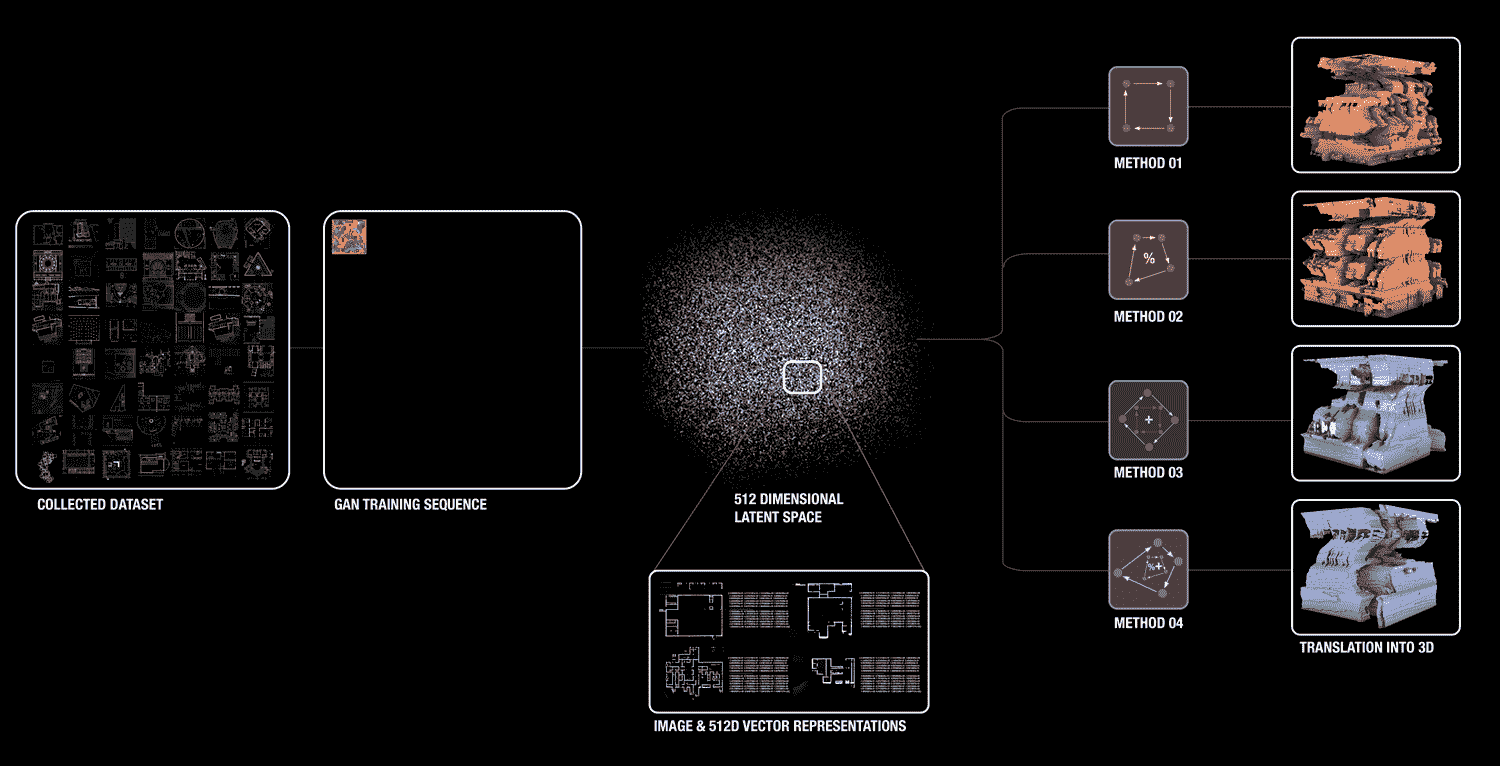 COLLECTED DATASET
GAN TRAINING SEQUENCE
512 DIMENSIONAL
LATENT SPACE
IMAGE & 512D VECTOR REPRESENTATIONS
METHOD 01
%
METHOD 02
+
METHOD 03
%+
METHOD 04
TRANSLATION INTO 3D